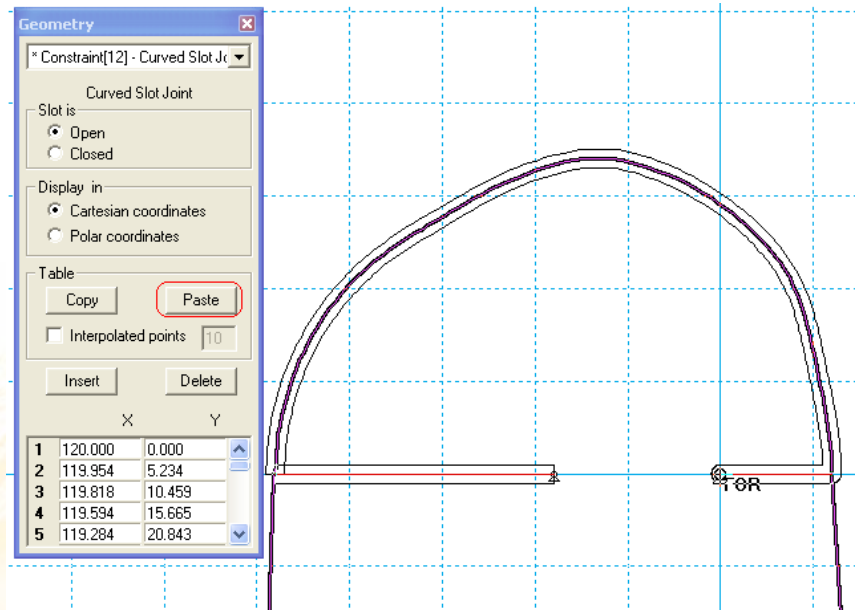 Geometry
* Constraint[12] - Curved Slot Jo
Curved Slot Joint
Slot is
Open
Closed
Display in
Cartesian coordinates
Polar coordinates
Table
Copy Paste
Interpolated points 10
Insert Delete
X Y
1 120.000 0.000
2 119.954 5.234
3 119.818 10.459
4 119.594 15.665
5 119.284 20.843